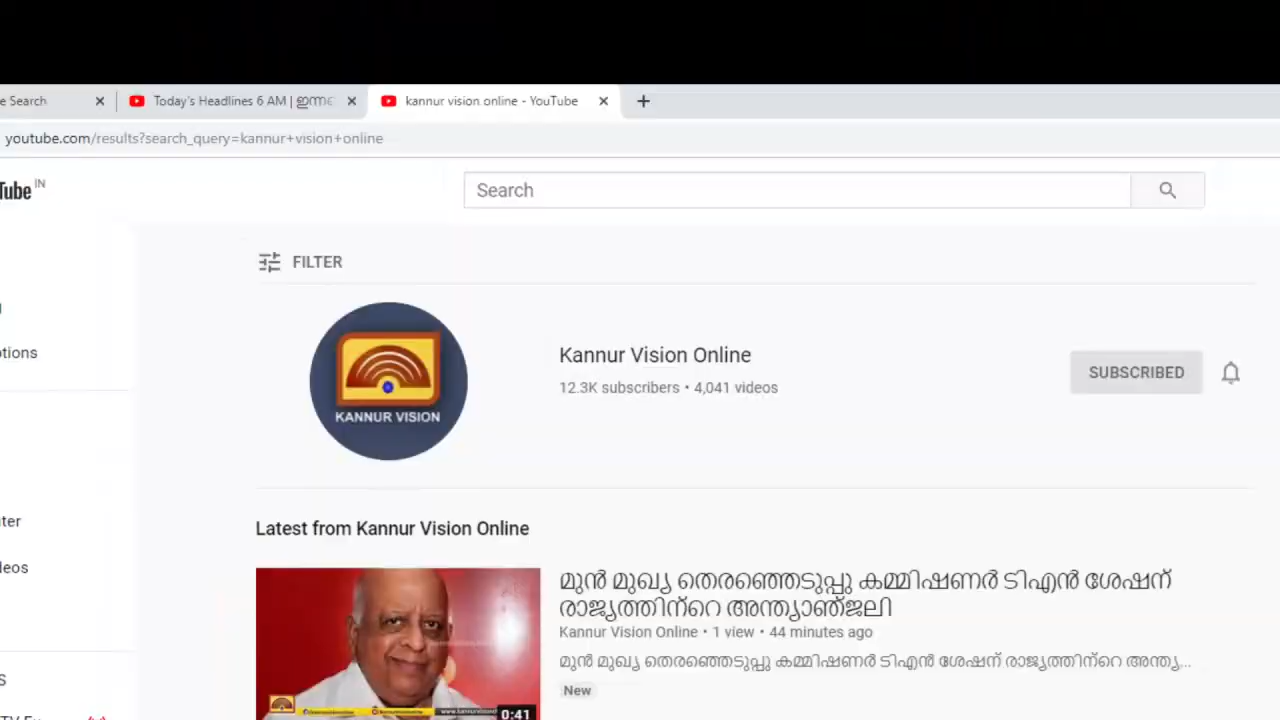 e Search
Today's Headlines 6 AM | ഇന്ന
kannur vision online - YouTube
youtube.com/results?search_query=kannur+vision+online
Tube IN
Search
FILTER
KANNUR VISION
Kannur Vision Online
12.3K subscribers • 4,041 videos
SUBSCRIBED
otions
Latest from Kannur Vision Online
ter
leos
മുൻ മുഖ്യ തെരഞ്ഞെടുപ്പു കമ്മിഷണർ ടിഎൻ ശേഷന്
രാജ്യത്തിന്റെ അന്ത്യാഞ്ജലി
Kannur Vision Online • 1 view • 44 minutes ago
മുൻ മുഖ്യ തെരഞ്ഞെടുപ്പു കമ്മിഷണർ ടിഎൻ ശേഷന് രാജ്യത്തിന്റെ അന്ത്യ...
New
S
0:41